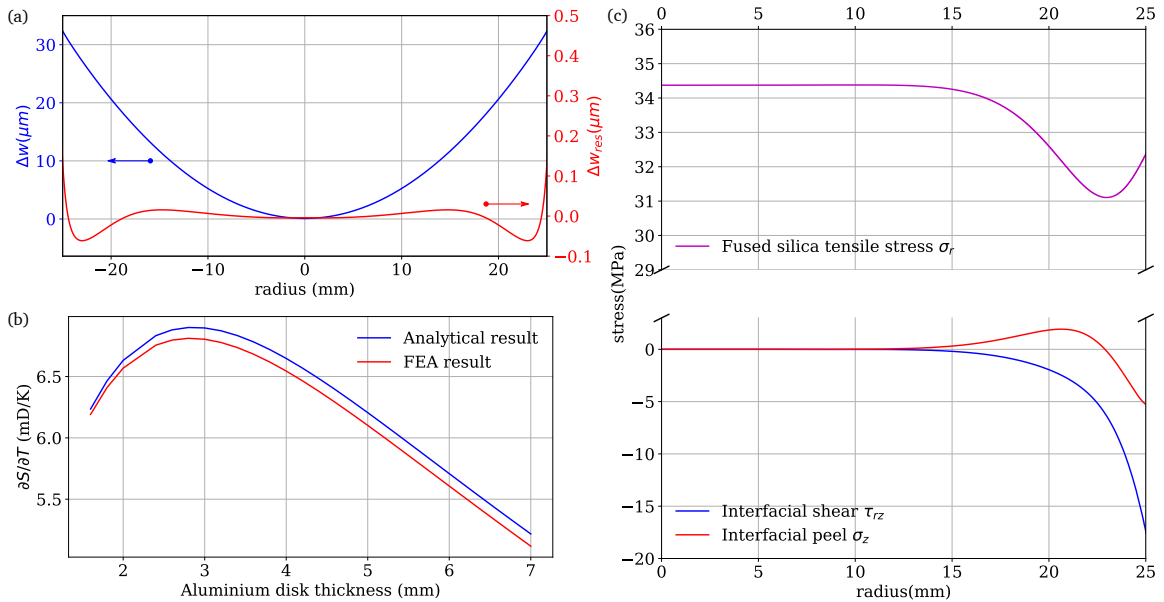 (a)
30
20
10
0
Δw(μm)
0.5
0.4
0.3
0.2
0.1
0.0
−0.1
Δw_res(μm)
−20 −10 0 10 20
radius (mm)
(b)
6.5
6.0
5.5
∂S/∂T (mD/K)
Analytical result
FEA result
2 3 4 5 6 7
Aluminium disk thickness (mm)
(c)
0 5 10 15 20 25
36
35
34
33
32
31
30
29
Fused silica tensile stress σ_r
stress(MPa)
0
−5
−10
−15
−20
Interfacial shear τ_rz
Interfacial peel σ_z
0 5 10 15 20 25
radius(mm)